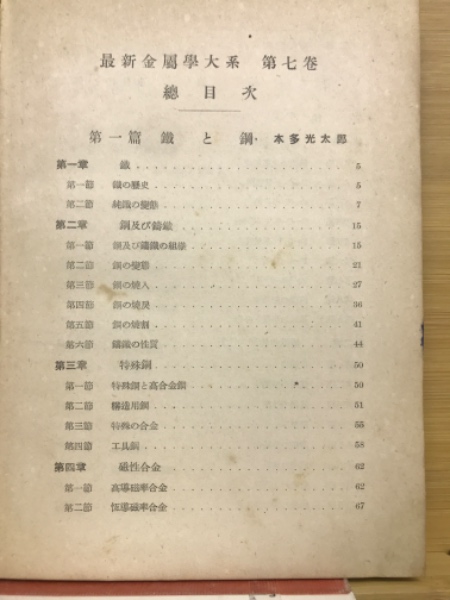 最新金屬學大系 第七卷
總目次
第一篇 鐵と鋼 本多光太郎
第一章 鐵 5
第一節 鐵の歷史 5
第二節 純鐵の變態 7
第二章 鋼及び鑄鐵 15
第一節 鋼及び鑄鐵の組織 15
第二節 鋼の變態 21
第三節 鋼の燒入 27
第四節 鋼の燒戾 36
第五節 鋼の燒割 41
第六節 鑄鐵の性質 44
第三章 特殊鋼 50
第一節 特殊鋼と高合金鋼 50
第二節 構造用鋼 51
第三節 特殊の合金 55
第四節 工具鋼 58
第四章 磁性合金 62
第一節 高導磁率合金 62
第二節 恆導磁率合金 67